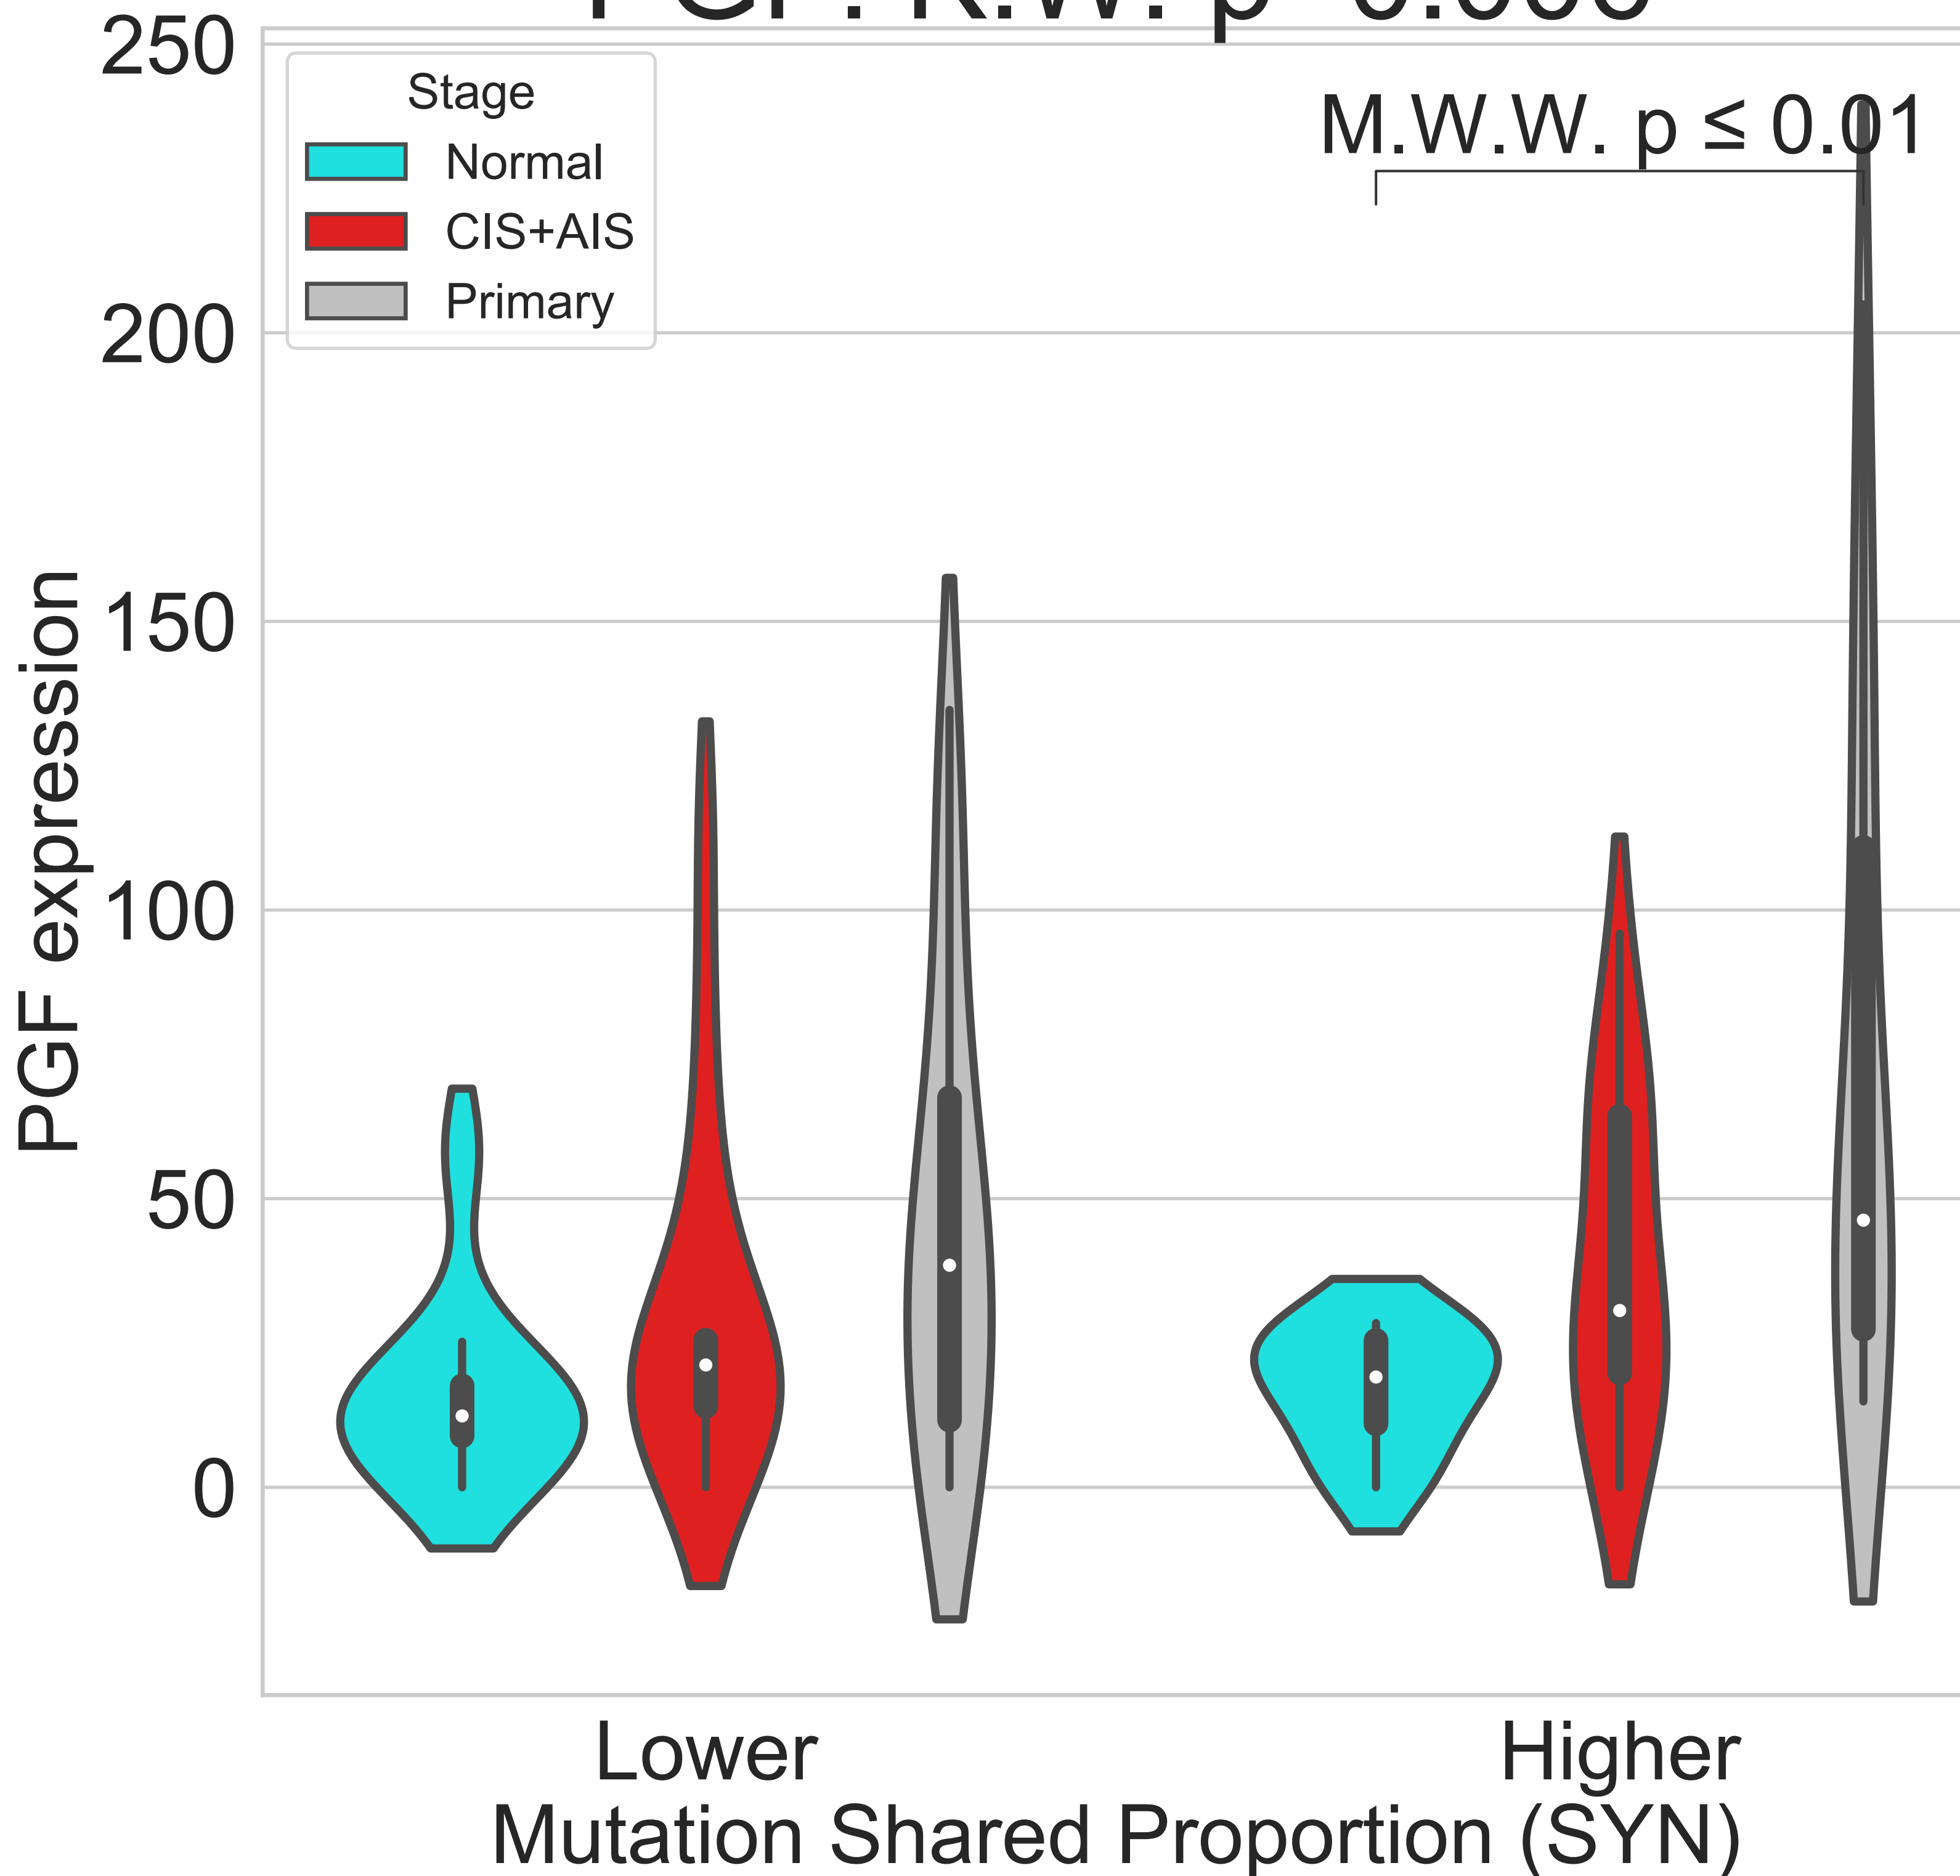 250
M.W.W. p ≤ 0.01
Stage
Normal
CIS+AIS
Primary
200
150
100
50
0
PGF expression
Lower
Higher
Mutation Shared Proportion (SYN)